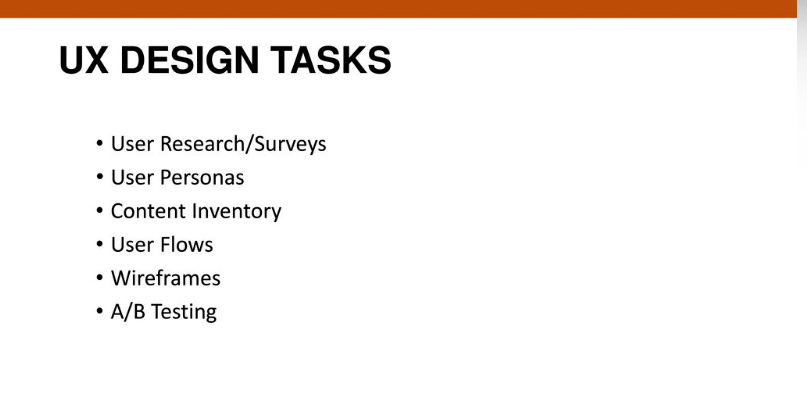 UX DESIGN TASKS
• User Research/Surveys
• User Personas
• Content Inventory
• User Flows
• Wireframes
• A/B Testing